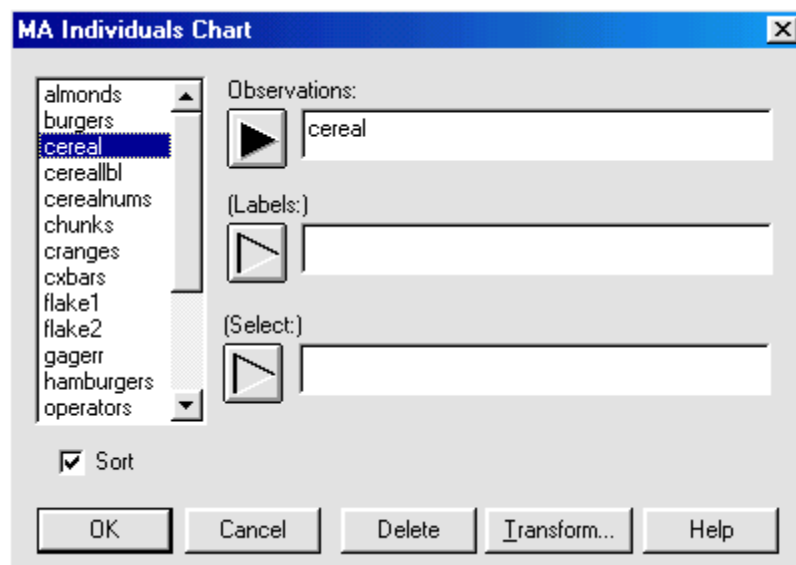 MA Individuals Chart
almonds
burgers
cereal
cereallbl
cerealnums
chunks
cranges
cxbars
flake1
flake2
gagerr
hamburgers
operators
Observations:
cereal
(Labels:)
(Select:)
Sort
OK
Cancel
Delete
Transform...
Help